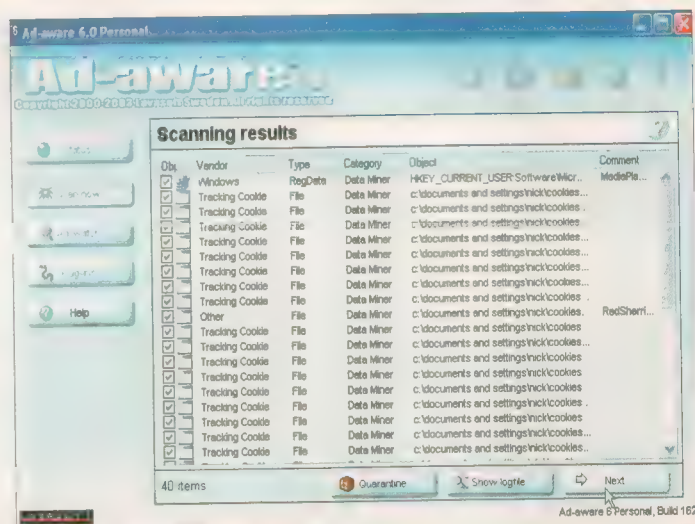 6 Ad-aware 6.0 Personal
Ad-aware
Copyright 2000-2002 Lavasoft Sweden. All rights reserved
Scanning results
Obj. Vendor Type Category Object Comment
Windows RegData Data Miner HKEY_CURRENT_USER:Software\Micr... MediaPla...
Tracking Cookie File Data Miner c:\documents and settings\nick\cookies...
Tracking Cookie File Data Miner c:\documents and settings\nick\cookies .
Tracking Cookie File Data Miner c:\documents and settings\nick\cookies
Tracking Cookie File Data Miner c:\documents and settings\nick\cookies...
Tracking Cookie File Data Miner c:\documents and settings\nick\cookies...
Tracking Cookie File Data Miner c:\documents and settings\nick\cookies...
Tracking Cookie File Data Miner c:\documents and settings\nick\cookies...
Tracking Cookie File Data Miner c:\documents and settings\nick\cookies .
Other File Data Miner c:\documents and settings\nick\cookies. RedSherri...
Tracking Cookie File Data Miner c:\documents and settings\nick\cookies
Tracking Cookie File Data Miner c:\documents and settings\nick\cookies...
Tracking Cookie File Data Miner c:\documents and settings\nick\cookies
Tracking Cookie File Data Miner c:\documents and settings\nick\cookies
Tracking Cookie File Data Miner c:\documents and settings\nick\cookies
Tracking Cookie File Data Miner c:\documents and settings\nick\cookies .
Tracking Cookie File Data Miner c:\documents and settings\nick\cookies
Tracking Cookie File Data Miner c:\documents and settings\nick\cookies...
Tracking Cookie File Data Miner c:\documents and settings\nick\cookies...
Help
40 items
Quarantine
Show logfile
Next
Ad-aware 6 Personal, Build 162